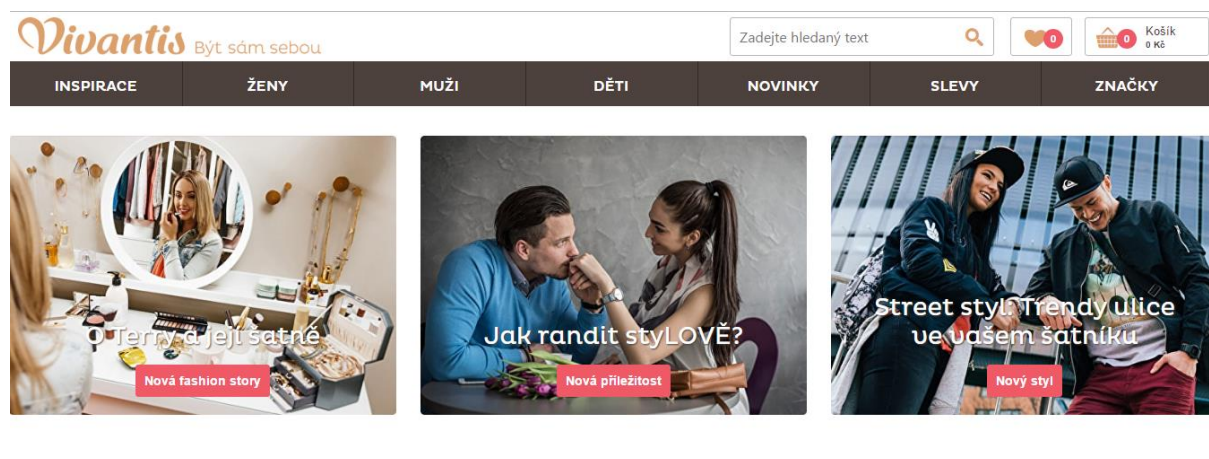 Vivantis Být sám sebou
Zadejte hledaný text
0
0
Košík
0 Kč
INSPIRACE ŽENY MUŽI DĚTI NOVINKY SLEVY ZNAČKY
O Terry a její šatně
Nová fashion story
Jak randit styLOVĚ?
Nová příležitost
Street styl: Trendy ulice
ve vašem šatníku
Nový styl